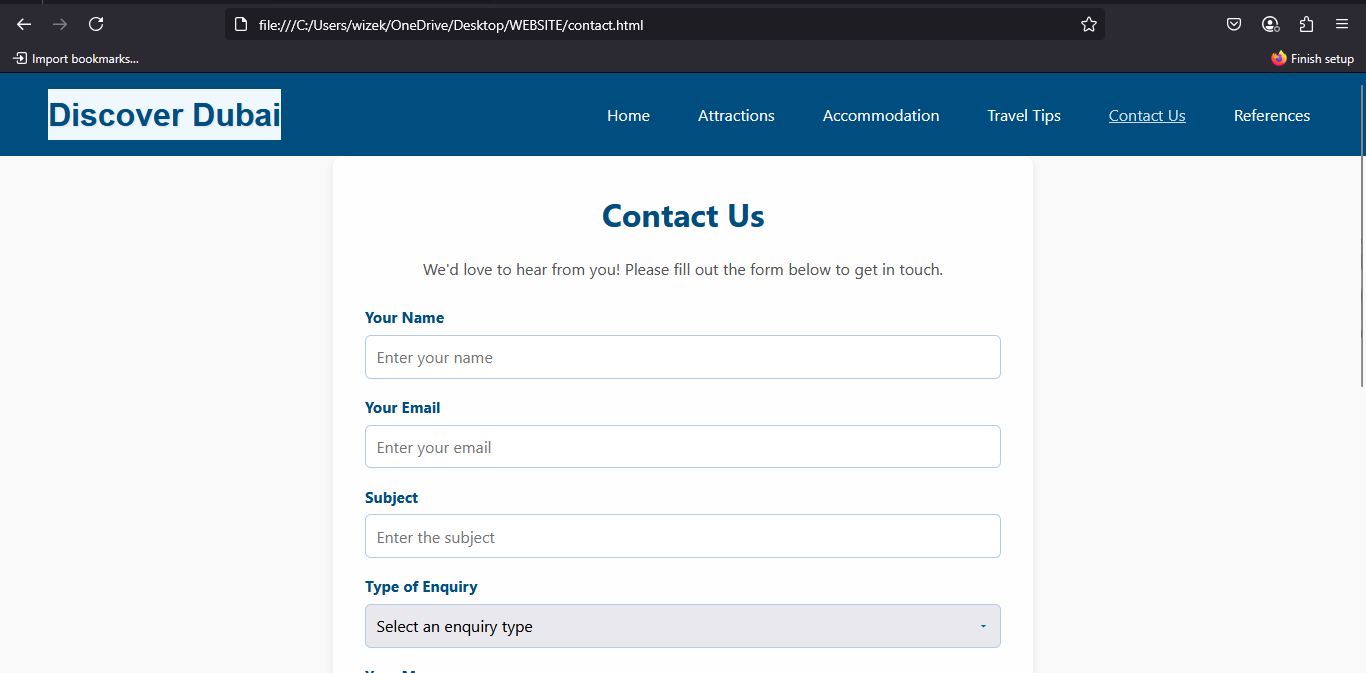 file:///C:/Users/wizek/OneDrive/Desktop/WEBSITE/contact.html
Import bookmarks...
Finish setup
Discover Dubai
Home
Attractions
Accommodation
Travel Tips
Contact Us
References
Contact Us
We'd love to hear from you! Please fill out the form below to get in touch.
Your Name
Enter your name
Your Email
Enter your email
Subject
Enter the subject
Type of Enquiry
Select an enquiry type